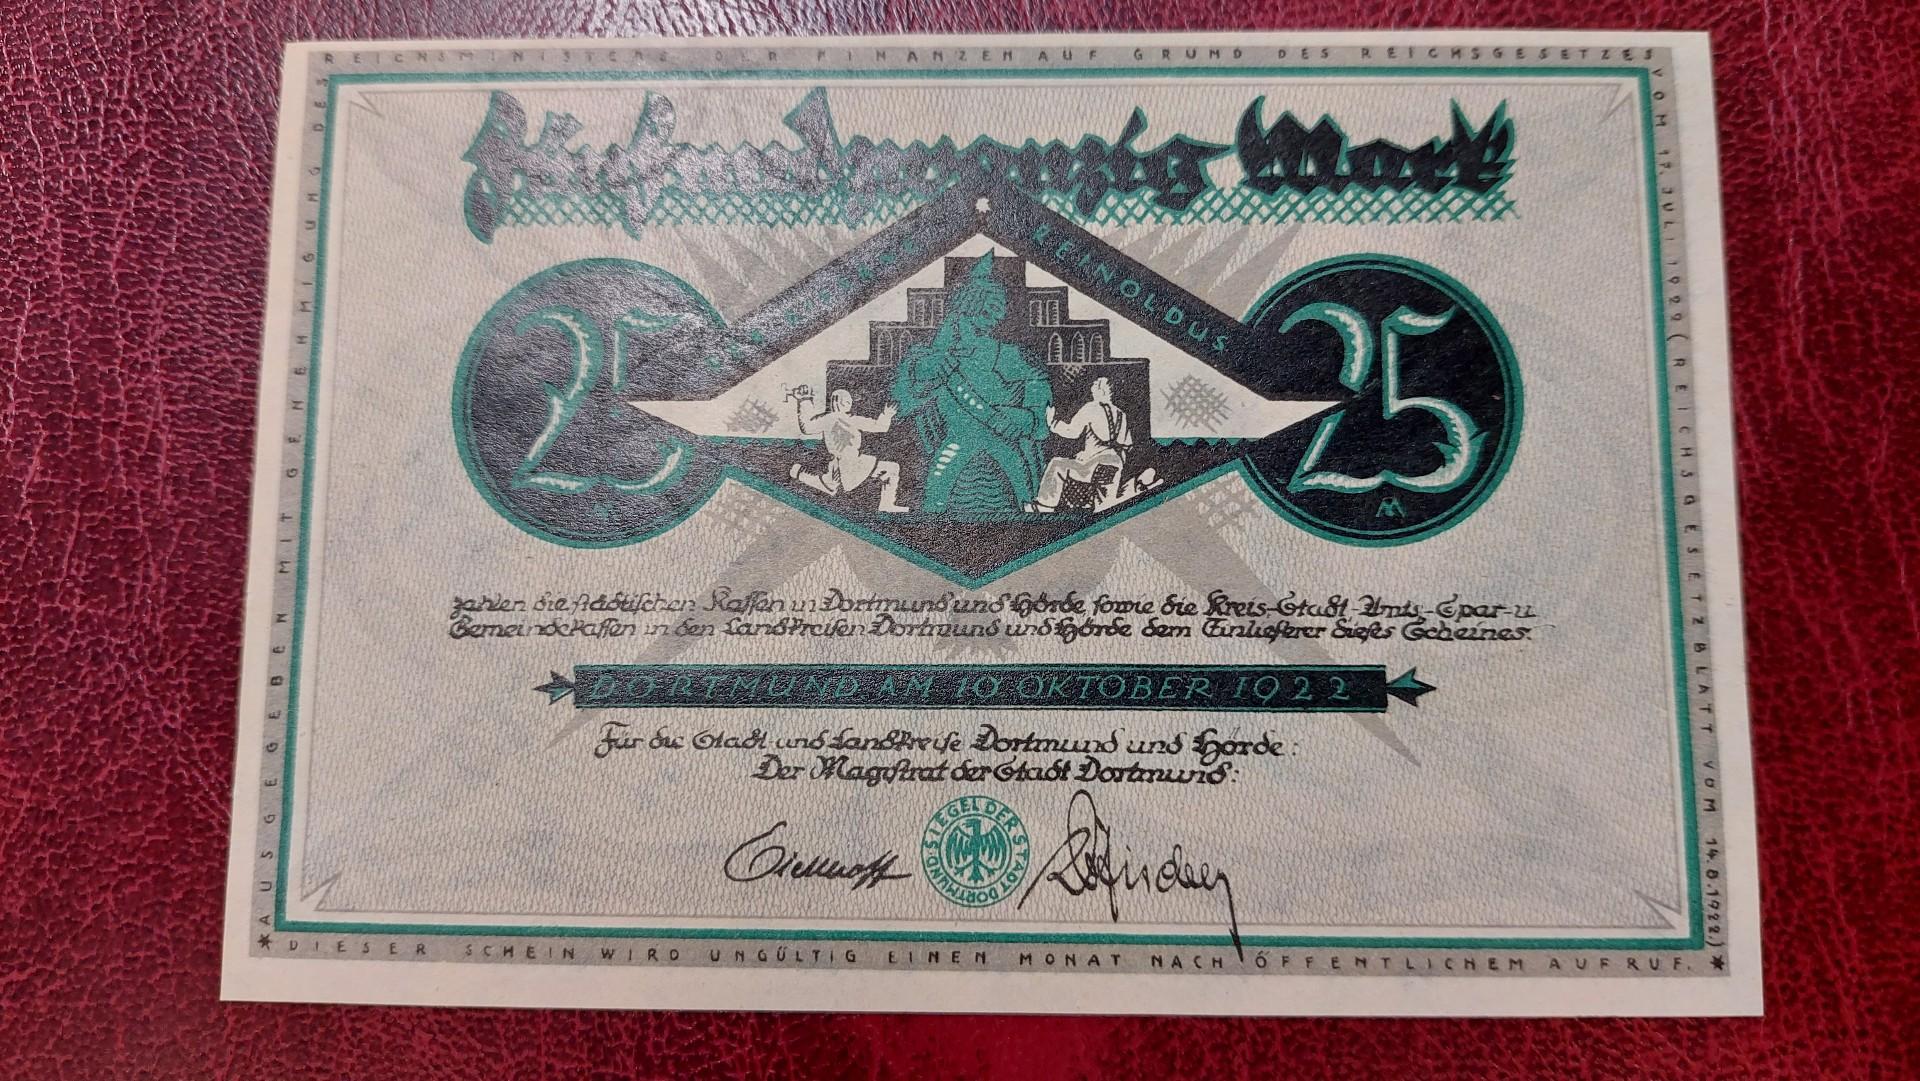 AUSGEGEBEN MIT GENEHMIGUNG DES
REICHSMINISTERS DER FINANZEN AUF GRUND DES REICHSGESETZES
VOM 17. JULI 1922 (REICHSGESETZBLATT VOM 14.8.1922.)
Fünfundzwanzig Mark
REINOLDUS
25
25
M
M
zahlen die städtischen Kassen in Dortmund und Hörde, sowie die Kreis-Stadt-Amts-Spar-u
Gemeindekassen in den Landkreisen Dortmund und Hörde dem Einlieferer dieses Scheines.
DORTMUND AM 10 OKTOBER 1922
Für die Stadt-und Landkreise Dortmund und Hörde:
Der Magistrat der Stadt Dortmund:
Eichhoff
SIEGEL DER STADT DORTMUND
DIESER SCHEIN WIRD UNGÜLTIG EINEN MONAT NACH ÖFFENTLICHEM AUFRUF.